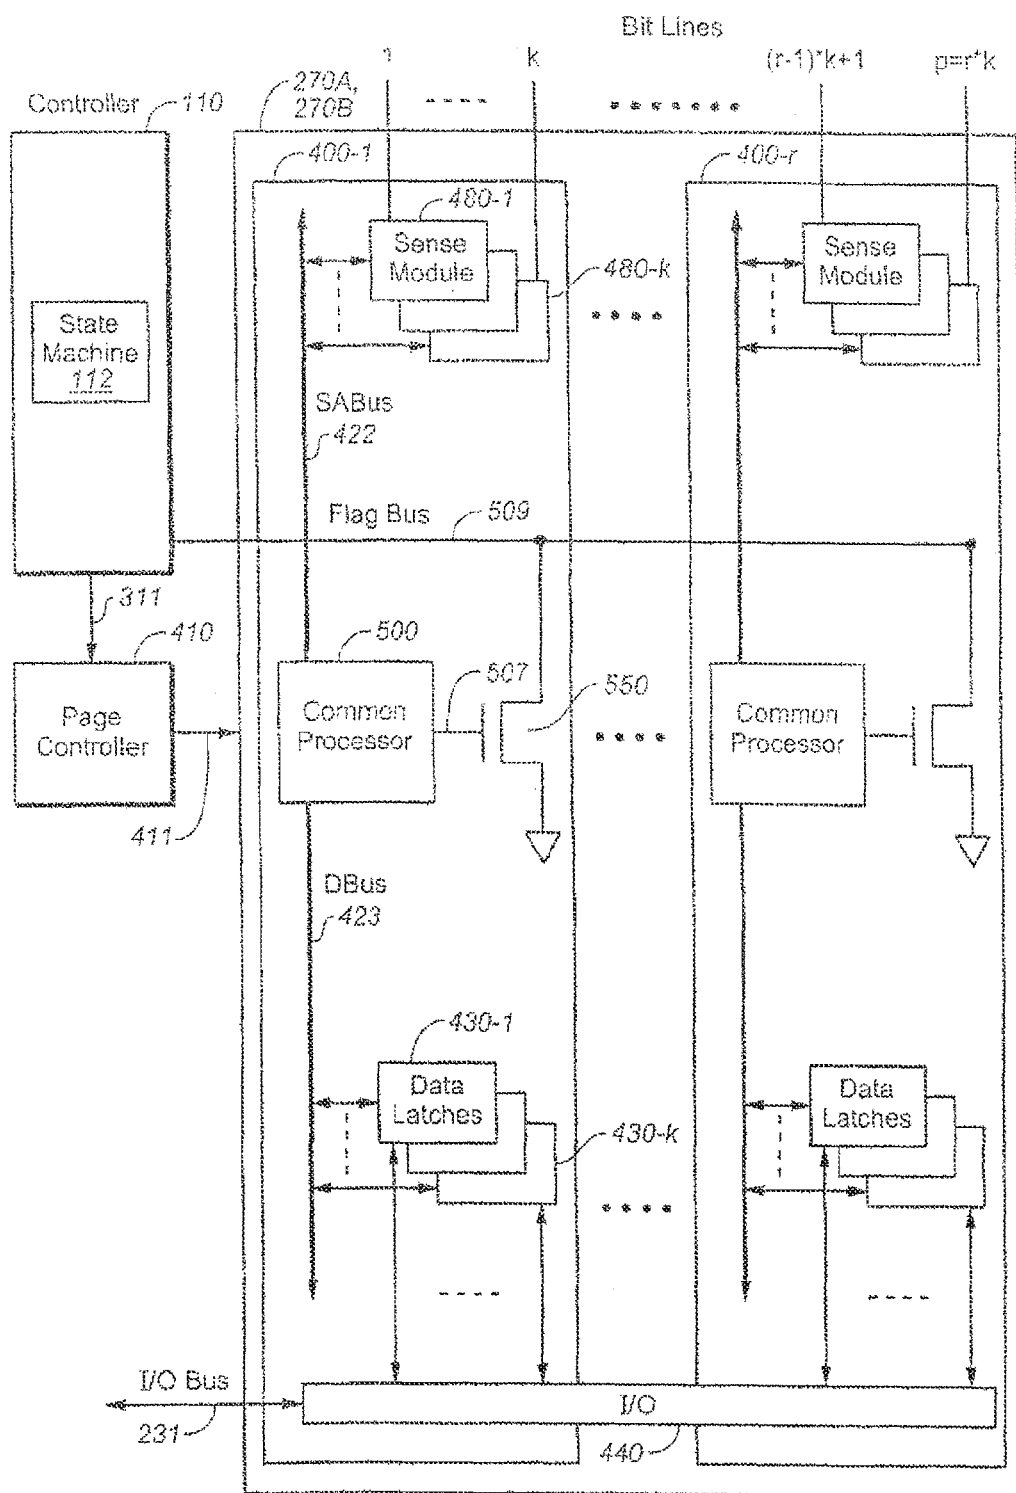 Bit Lines
1
k
(r-1)*k+1
p=r*k
270A,
270B
Controller
110
400-1
400-r
480-1
Sense
Module
480-k
Sense
Module
State
Machine
112
SABus
422
Flag Bus
509
311
410
500
507
550
Page
Controller
Common
Processor
Common
Processor
411
DBus
423
430-1
Data
Latches
430-k
Data
Latches
I/O Bus
231
I/O
440